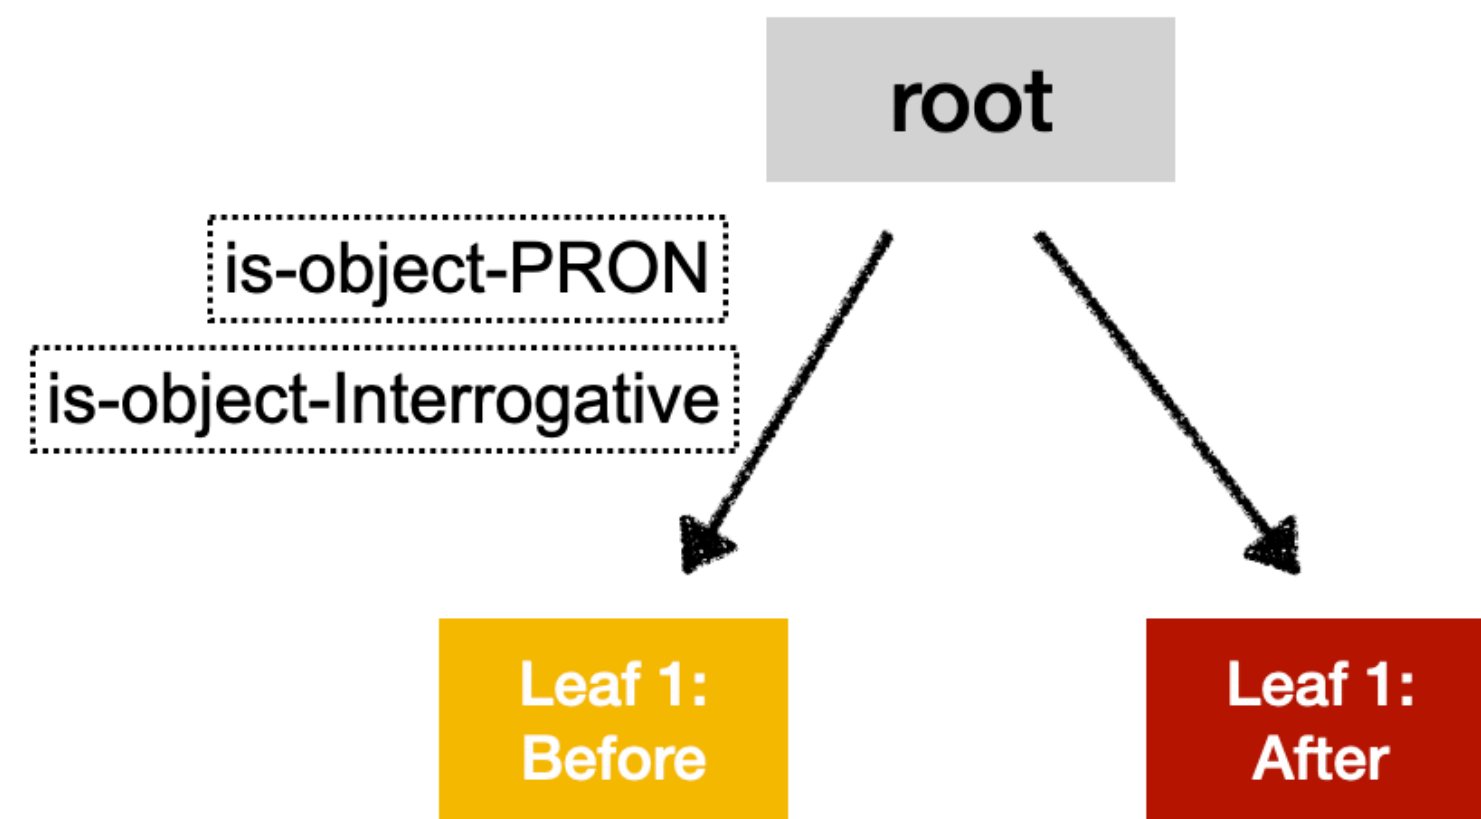 root
is-object-PRON
is-object-Interrogative
Leaf 1:
Before
Leaf 1:
After